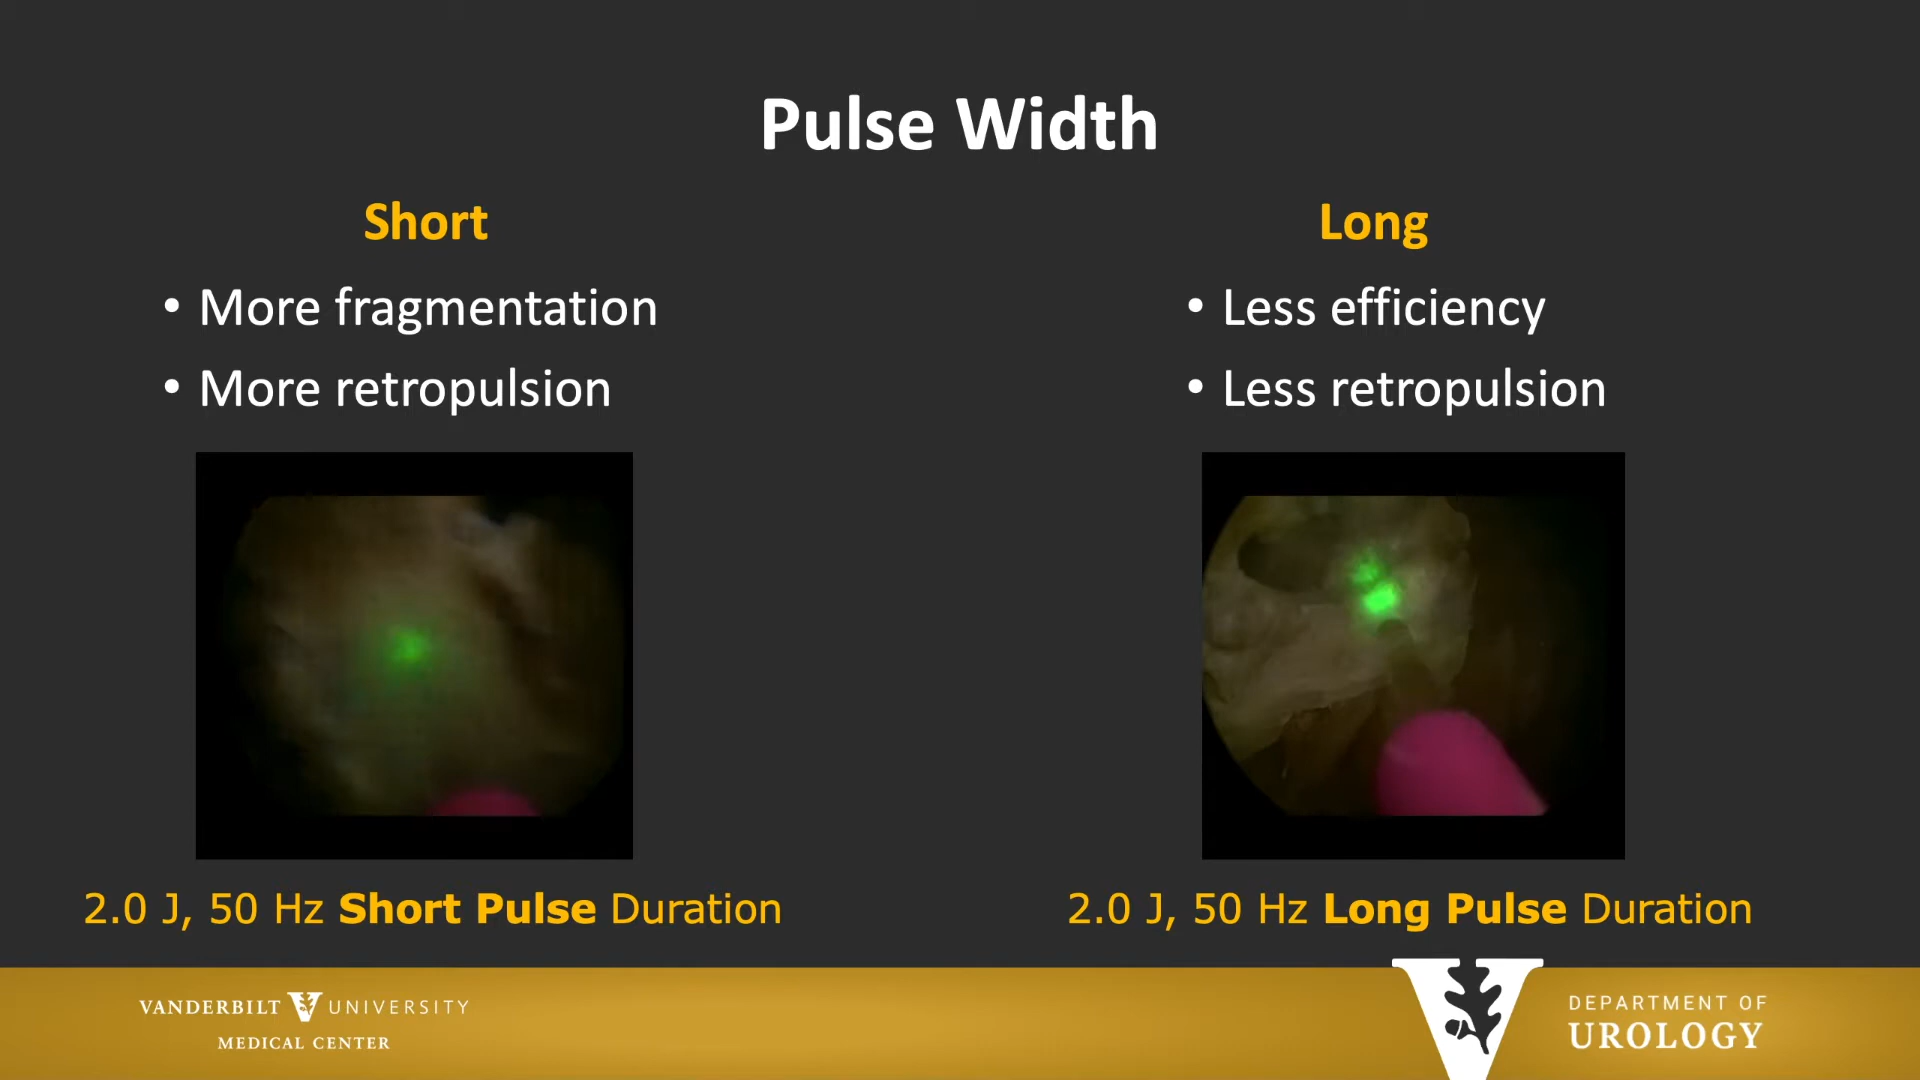 Pulse Width
Short
• More fragmentation
• More retropulsion
2.0 J, 50 Hz Short Pulse Duration
Long
• Less efficiency
• Less retropulsion
2.0 J, 50 Hz Long Pulse Duration
VANDERBILT V UNIVERSITY
MEDICAL CENTER
V
DEPARTMENT OF
UROLOGY